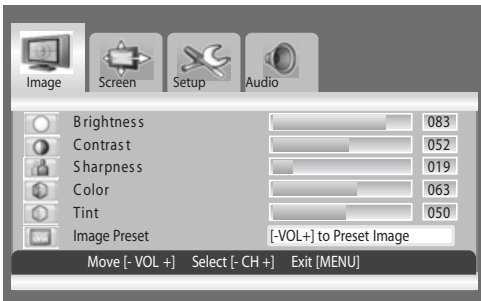 Image Screen Setup Audio
Brightness 083
Contrast 052
Sharpness 019
Color 063
Tint 050
Image Preset [-VOL+] to Preset Image
Move [- VOL +] Select [- CH +] Exit [MENU]